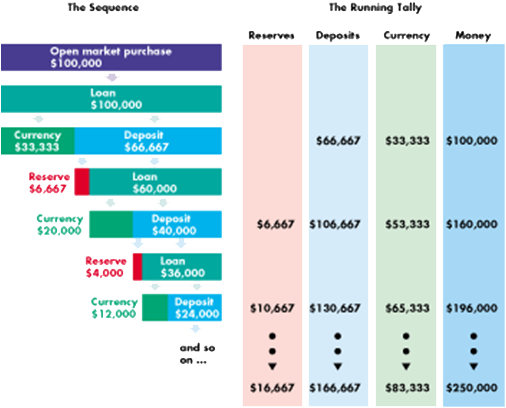 The Sequence
The Running Tally
Reserves Deposits Currency Money
Open market purchase
$100,000
Loan
$100,000
Currency Deposit
$33,333 $66,667
$66,667 $33,333 $100,000
Reserve Loan
$6,667 $60,000
Currency Deposit
$20,000 $40,000
$6,667 $106,667 $53,333 $160,000
Reserve Loan
$4,000 $36,000
Currency Deposit
$12,000 $24,000
$10,667 $130,667 $65,333 $196,000
and so
on ...
$16,667 $166,667 $83,333 $250,000